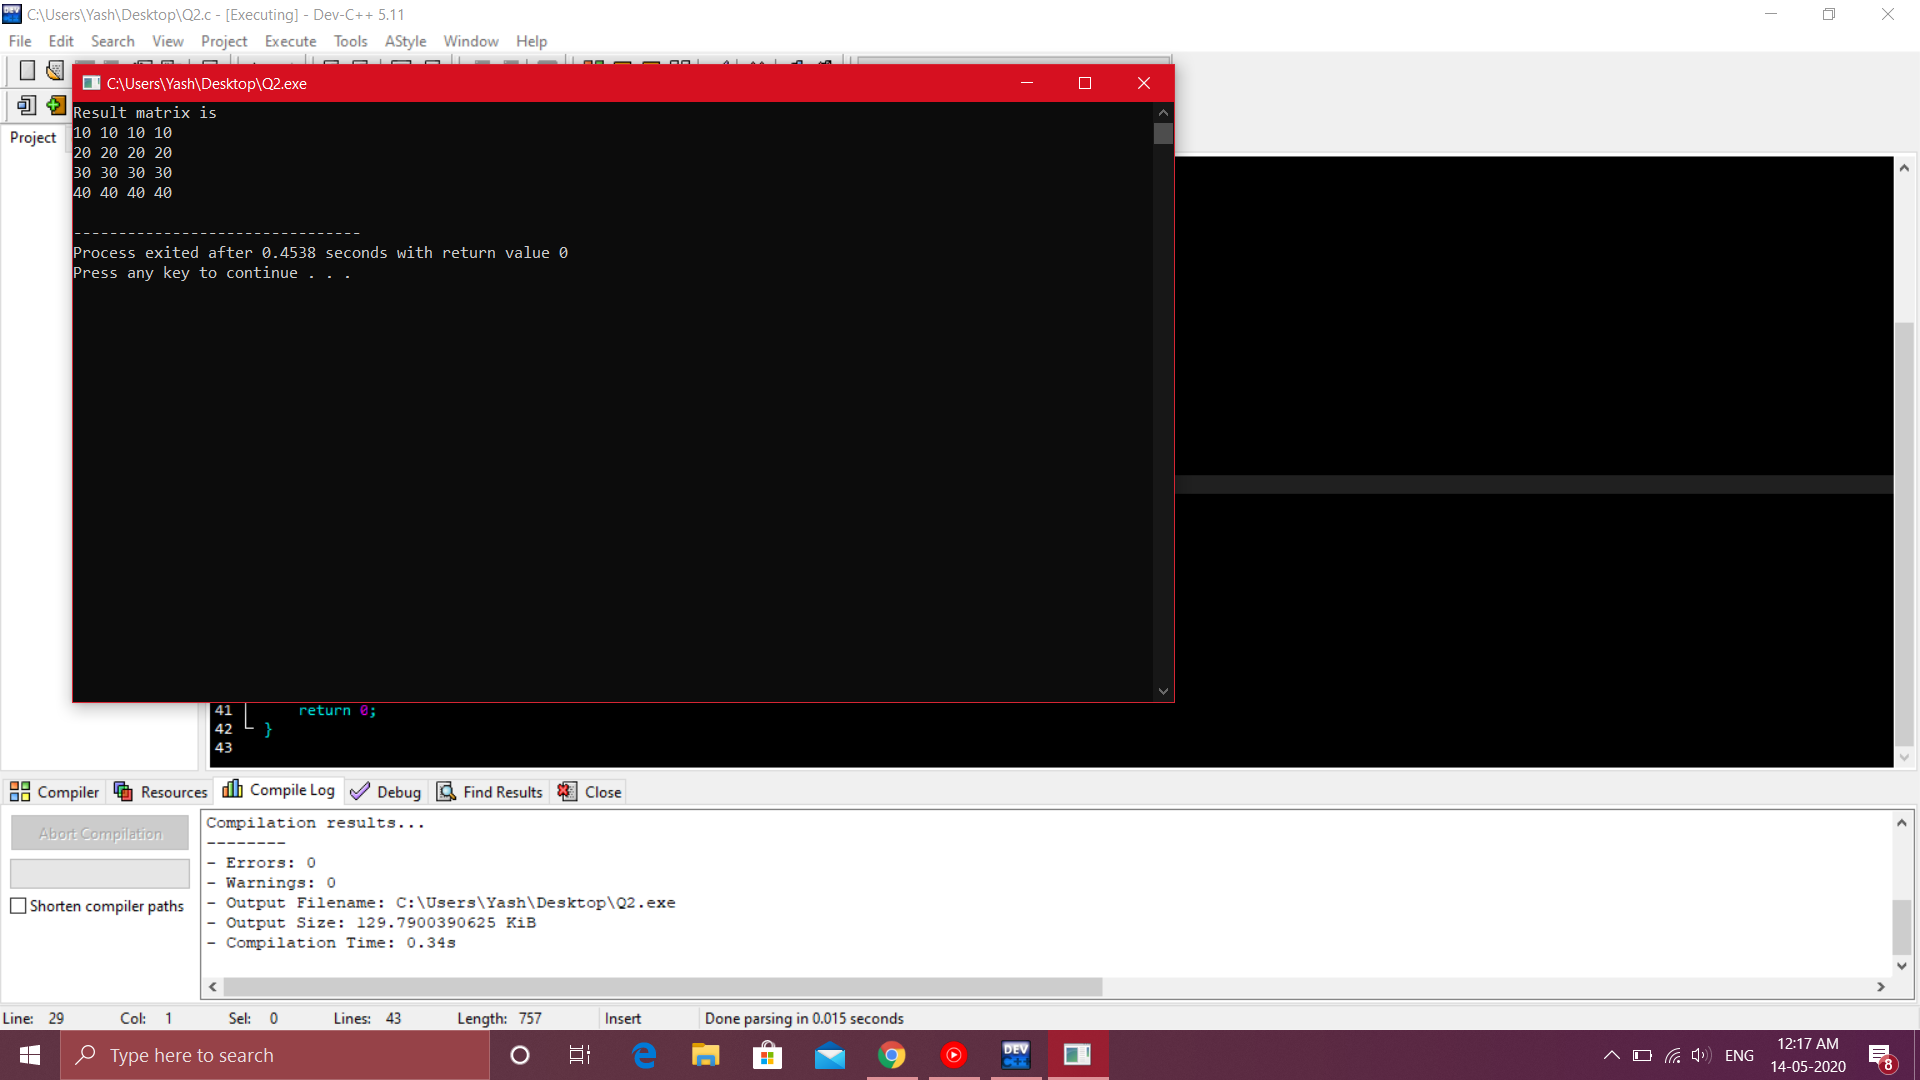 C:\Users\Yash\Desktop\Q2.c - [Executing] - Dev-C++ 5.11
File Edit Search View Project Execute Tools AStyle Window Help
C:\Users\Yash\Desktop\Q2.exe
Project
Result matrix is
10 10 10 10
20 20 20 20
30 30 30 30
40 40 40 40
--------------------------------
Process exited after 0.4538 seconds with return value 0
Press any key to continue . . .
41 return 0;
42 }
43
Compiler Resources Compile Log Debug Find Results Close
Abort Compilation
Shorten compiler paths
Compilation results...
--------
- Errors: 0
- Warnings: 0
- Output Filename: C:\Users\Yash\Desktop\Q2.exe
- Output Size: 129.7900390625 KiB
- Compilation Time: 0.34s
Line: 29 Col: 1 Sel: 0 Lines: 43 Length: 757 Insert Done parsing in 0.015 seconds
Type here to search
DEV C++
ENG
12:17 AM
14-05-2020
8